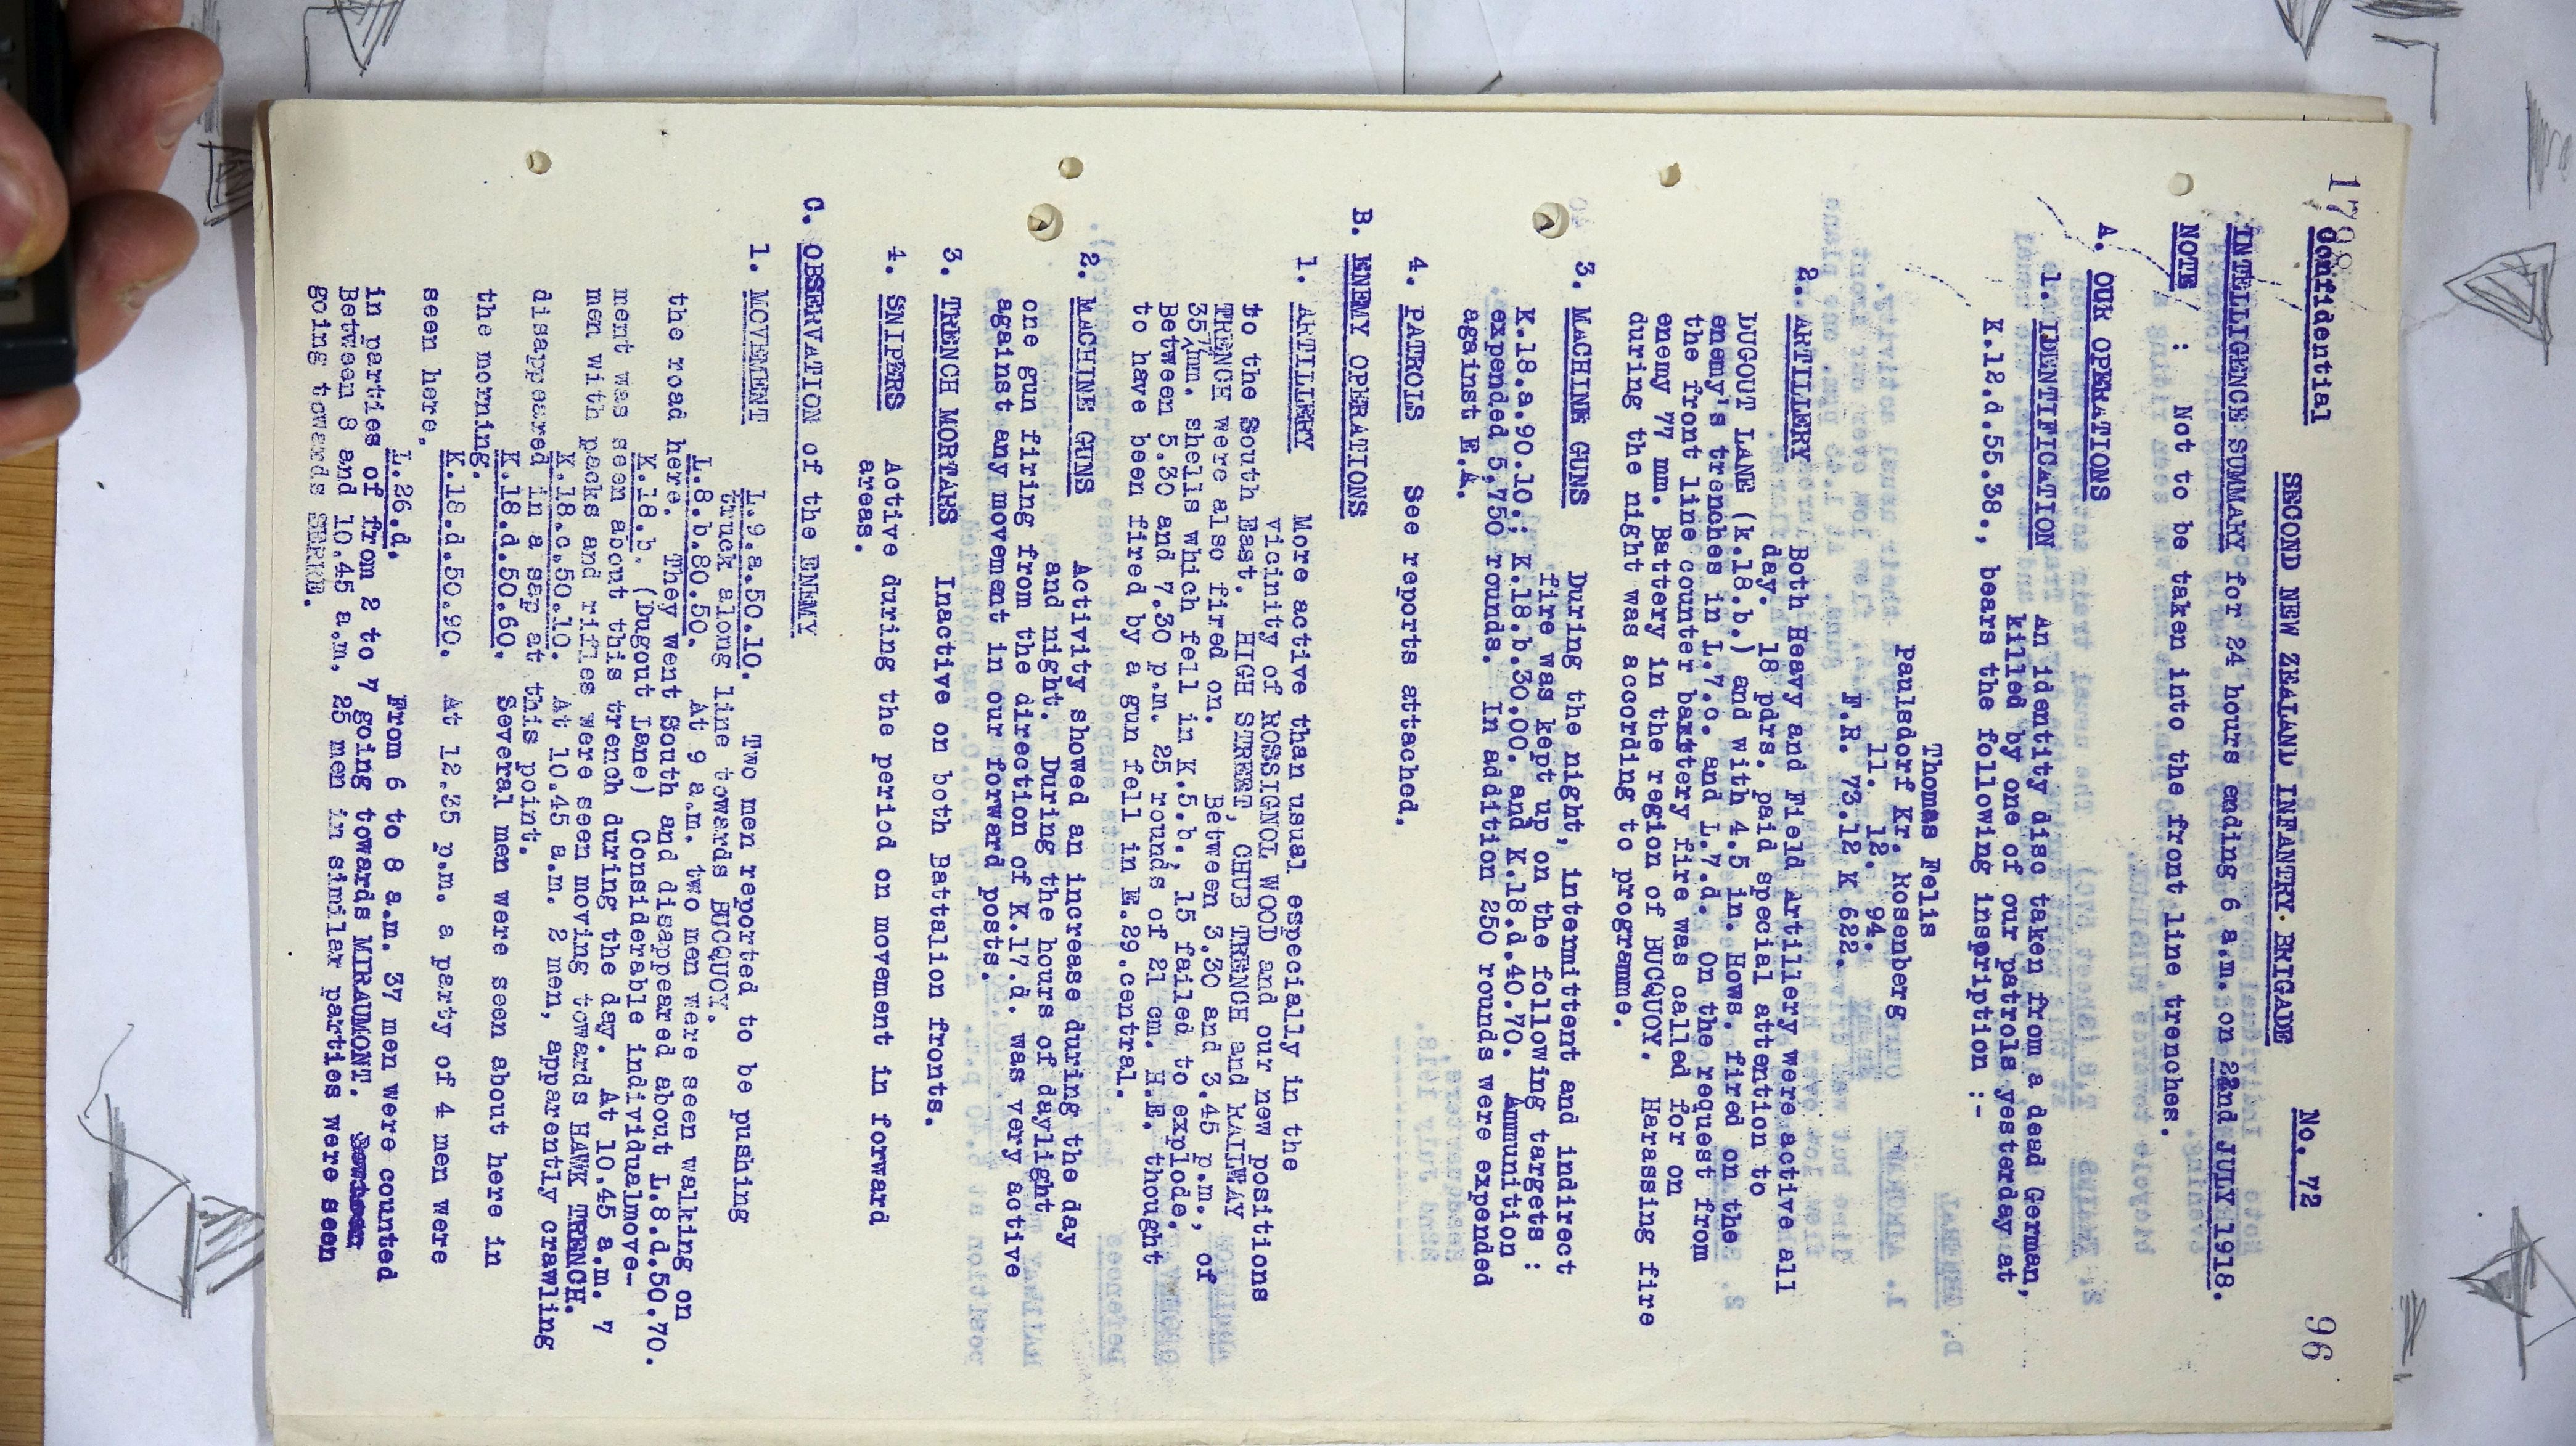 1798
Confidential
SECOND NEW ZEALAND INFANTRY BRIGADE No. 72 96
INTELLIGENCE SUMMARY for 24 hours ending 6 a.m. on 22nd JULY 1918.
NOTE : Not to be taken into the front line trenches.
A. OUR OPERATIONS
1. IDENTIFICATION An identity disc taken from a dead German,
killed by one of our patrols yesterday at
K.12.d.55.38., bears the following inscription :-
Thomas Felis
Paulsdorf Kr. Rosenberg
11. 12. 94.
F.R. 73.12 K 622.
2. ARTILLERY Both Heavy and Field Artillery were active all
day. 18 pdrs. paid special attention to
DUGOUT LANE (k.18.b.) and with 4.5 in. Hows. fired on the
enemy's trenches in L.7.c. and L.7.d. On the request from
the front line counter battery fire was called for on
enemy 77 mm. Battery in the region of BUCQUOY. Harassing fire
during the night was according to programme.
3. MACHINE GUNS During the night, intermittent and indirect
fire was kept up on the following targets :
K.18.a.90.10.; K.18.b.30.00. and K.18.d.40.70. Ammunition
expended 5,750 rounds. In addition 250 rounds were expended
against E.A.
4. PATROLS See reports attached.
B. ENEMY OPERATIONS
1. ARTILLERY More active than usual especially in the
vicinity of ROSSIGNOL WOOD and our new positions
to the South East. HIGH STREET, CHUB TRENCH and RAILWAY
TRENCH were also fired on. Between 3.30 and 3.45 p.m., of
35 mm. shells which fell in K.5.b., 15 failed to explode.
Between 5.30 and 7.30 p.m. 25 rounds of 21 cm. H.E. thought
to have been fired by a gun fell in E.29.central.
2. MACHINE GUNS Activity showed an increase during the day
and night. During the hours of daylight
one gun firing from the direction of K.17.d. was very active
against any movement in our forward posts.
3. TRENCH MORTARS Inactive on both Battalion fronts.
4. SNIPERS Active during the period on movement in forward
areas.
C. OBSERVATION of the ENEMY
1. MOVEMENT L.9.a.50.10. Two men reported to be pushing
truck along line towards BUCQUOY.
L.8.b.80.50. At 9 a.m. two men were seen walking on
the road here. They went South and disappeared about L.8.d.50.70.
K.18.b. (Dugout Lane) Considerable individualmove-
ment was seen about this trench during the day. At 10.45 a.m. 7
men with packs and rifles were seen moving towards HAWK TRENCH.
K.18.c.50.10. At 10.45 a.m. 2 men, apparently crawling
disappeared in a sap at this point.
K.18.d.50.60. Several men were seen about here in
the morning.
K.18.d.50.90. At 12.35 p.m. a party of 4 men were
seen here.
L.26.d. From 6 to 8 a.m. 37 men were counted
in parties of from 2 to 7 going towards MIRAUMONT.
Between 8 and 10.45 a.m. 25 men in similar parties were seen
going towards SERRE.